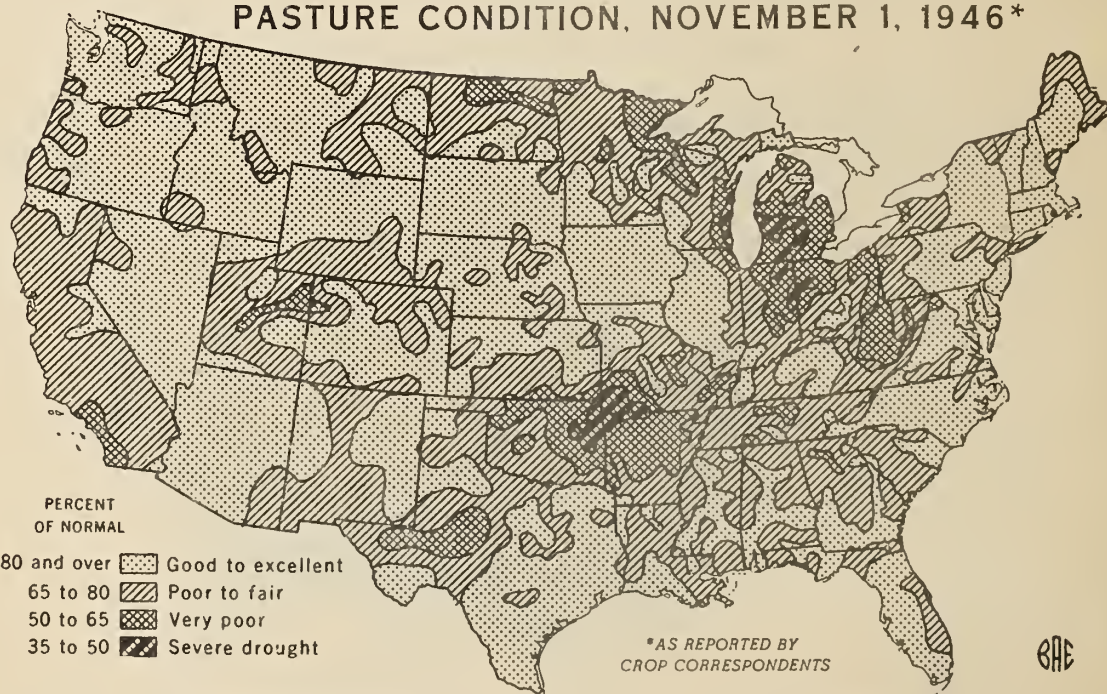 PASTURE CONDITION, NOVEMBER 1, 1946*
PERCENT
OF NORMAL
80 and over Good to excellent
65 to 80 Poor to fair
50 to 65 Very poor
35 to 50 Severe drought
*AS REPORTED BY
CROP CORRESPONDENTS
BAE